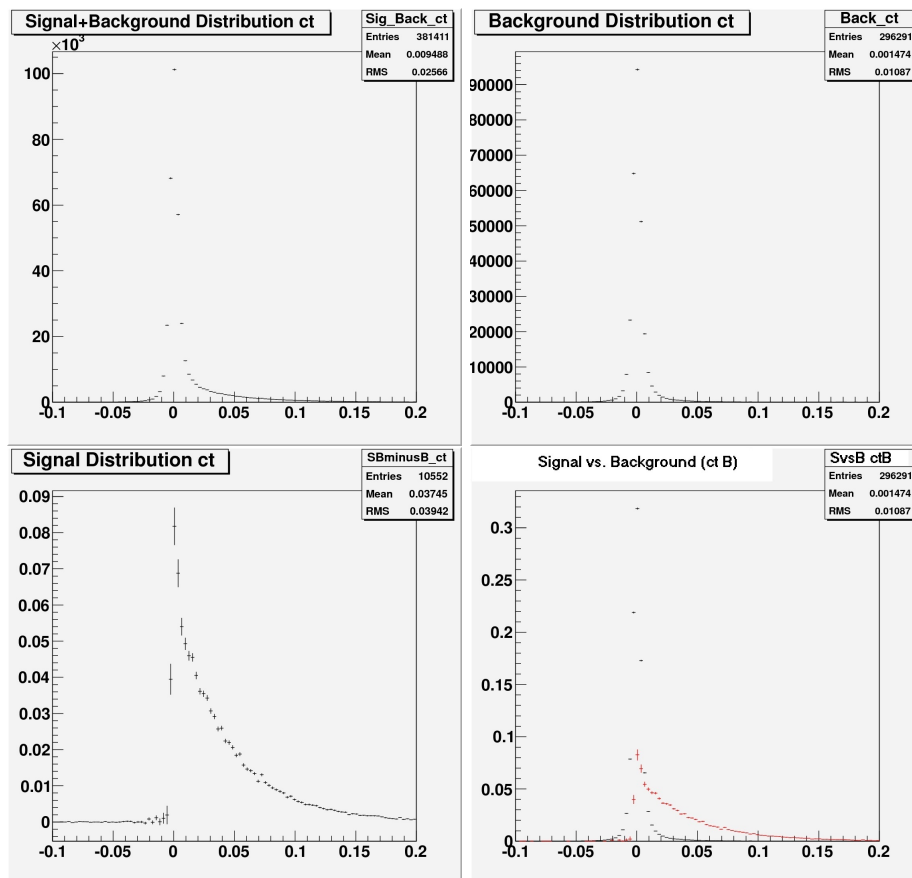 Signal+Background Distribution ct
Sig_Back_ct
Entries 381411
Mean 0.009488
RMS 0.02566
×10³
100
80
60
40
20
0
-0.1 -0.05 0 0.05 0.1 0.15 0.2
Background Distribution ct
Back_ct
Entries 296291
Mean 0.001474
RMS 0.01087
90000
80000
70000
60000
50000
40000
30000
20000
10000
0
-0.1 -0.05 0 0.05 0.1 0.15 0.2
Signal Distribution ct
SBminusB_ct
Entries 10552
Mean 0.03745
RMS 0.03942
0.09
0.08
0.07
0.06
0.05
0.04
0.03
0.02
0.01
0
-0.1 -0.05 0 0.05 0.1 0.15 0.2
Signal vs. Background (ct B)
SvsB ctB
Entries 296291
Mean 0.001474
RMS 0.01087
0.3
0.25
0.2
0.15
0.1
0.05
0
-0.1 -0.05 0 0.05 0.1 0.15 0.2